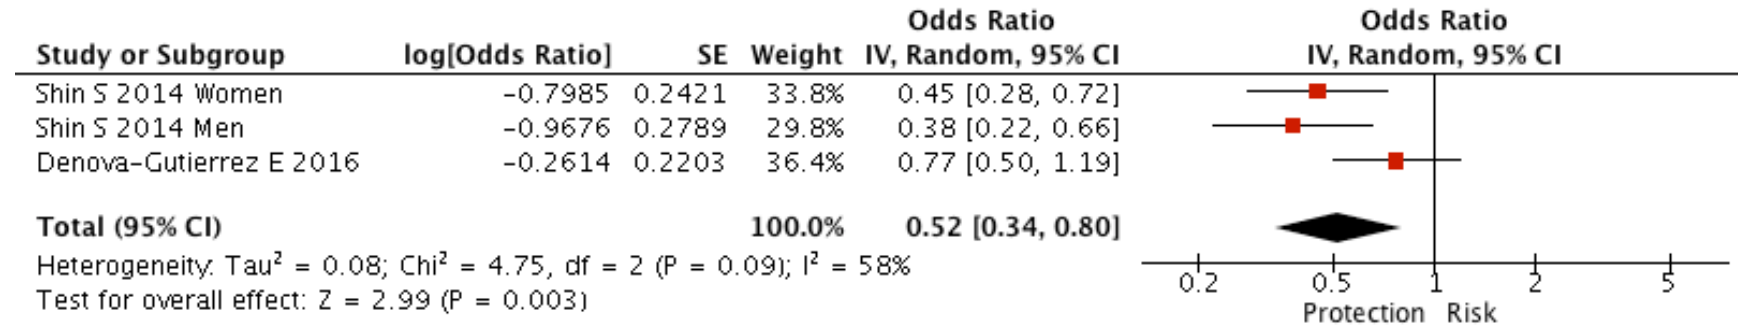 Odds Ratio Odds Ratio
Study or Subgroup log[Odds Ratio] SE Weight IV, Random, 95% CI IV, Random, 95% CI
Shin S 2014 Women −0.7985 0.2421 33.8% 0.45 [0.28, 0.72]
Shin S 2014 Men −0.9676 0.2789 29.8% 0.38 [0.22, 0.66]
Denova-Gutierrez E 2016 −0.2614 0.2203 36.4% 0.77 [0.50, 1.19]
Total (95% CI) 100.0% 0.52 [0.34, 0.80]
Heterogeneity: Tau² = 0.08; Chi² = 4.75, df = 2 (P = 0.09); I² = 58%
Test for overall effect: Z = 2.99 (P = 0.003)
0.2 0.5 1 2 5
Protection Risk